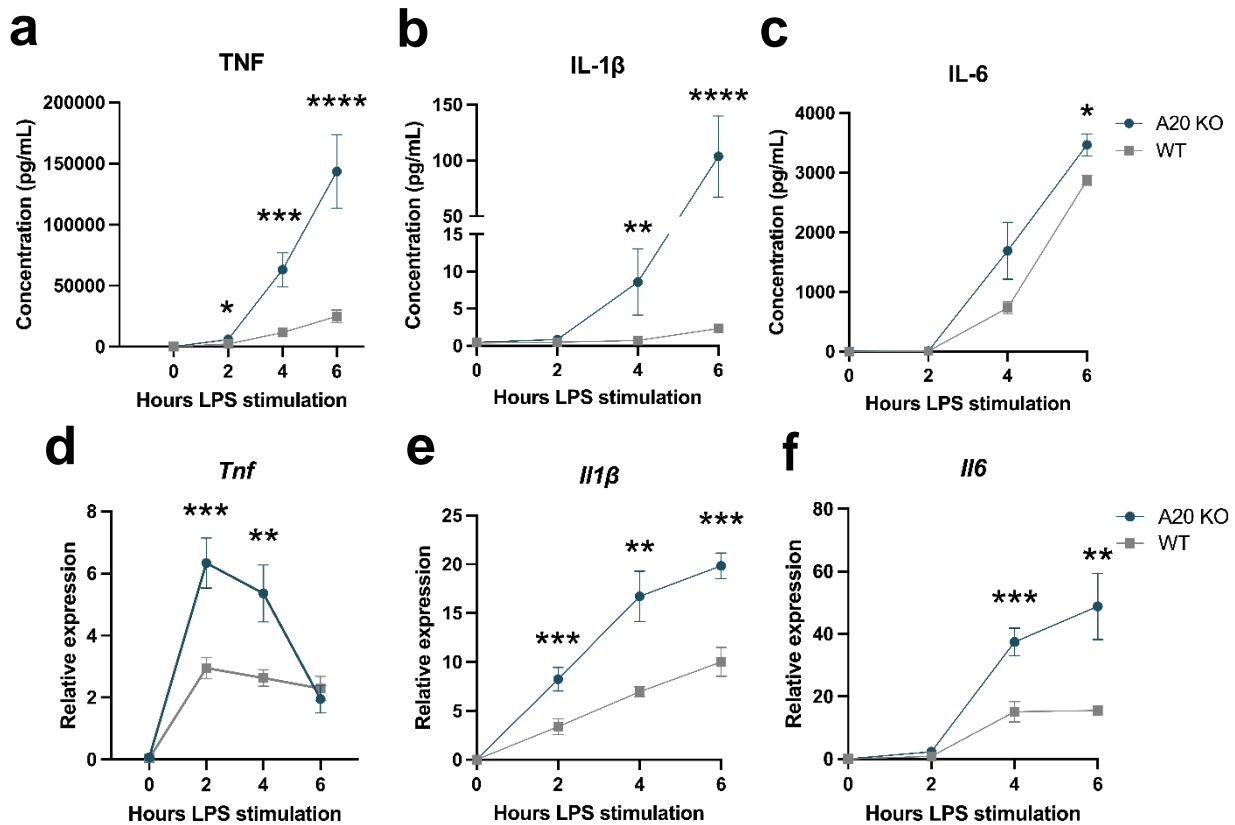 a
TNF
Concentration (pg/mL)
200000
150000
100000
50000
0
*
***
****
0 2 4 6
Hours LPS stimulation
b
IL-1β
Concentration (pg/mL)
150
100
50
15
10
5
0
**
****
0 2 4 6
Hours LPS stimulation
c
IL-6
Concentration (pg/mL)
4000
3000
2000
1000
0
*
0 2 4 6
Hours LPS stimulation
A20 KO
WT
d
Tnf
Relative expression
8
6
4
2
0
***
**
0 2 4 6
Hours LPS stimulation
e
Il1β
Relative expression
25
20
15
10
5
0
***
**
***
0 2 4 6
Hours LPS stimulation
f
Il6
Relative expression
80
60
40
20
0
***
**
0 2 4 6
Hours LPS stimulation
A20 KO
WT